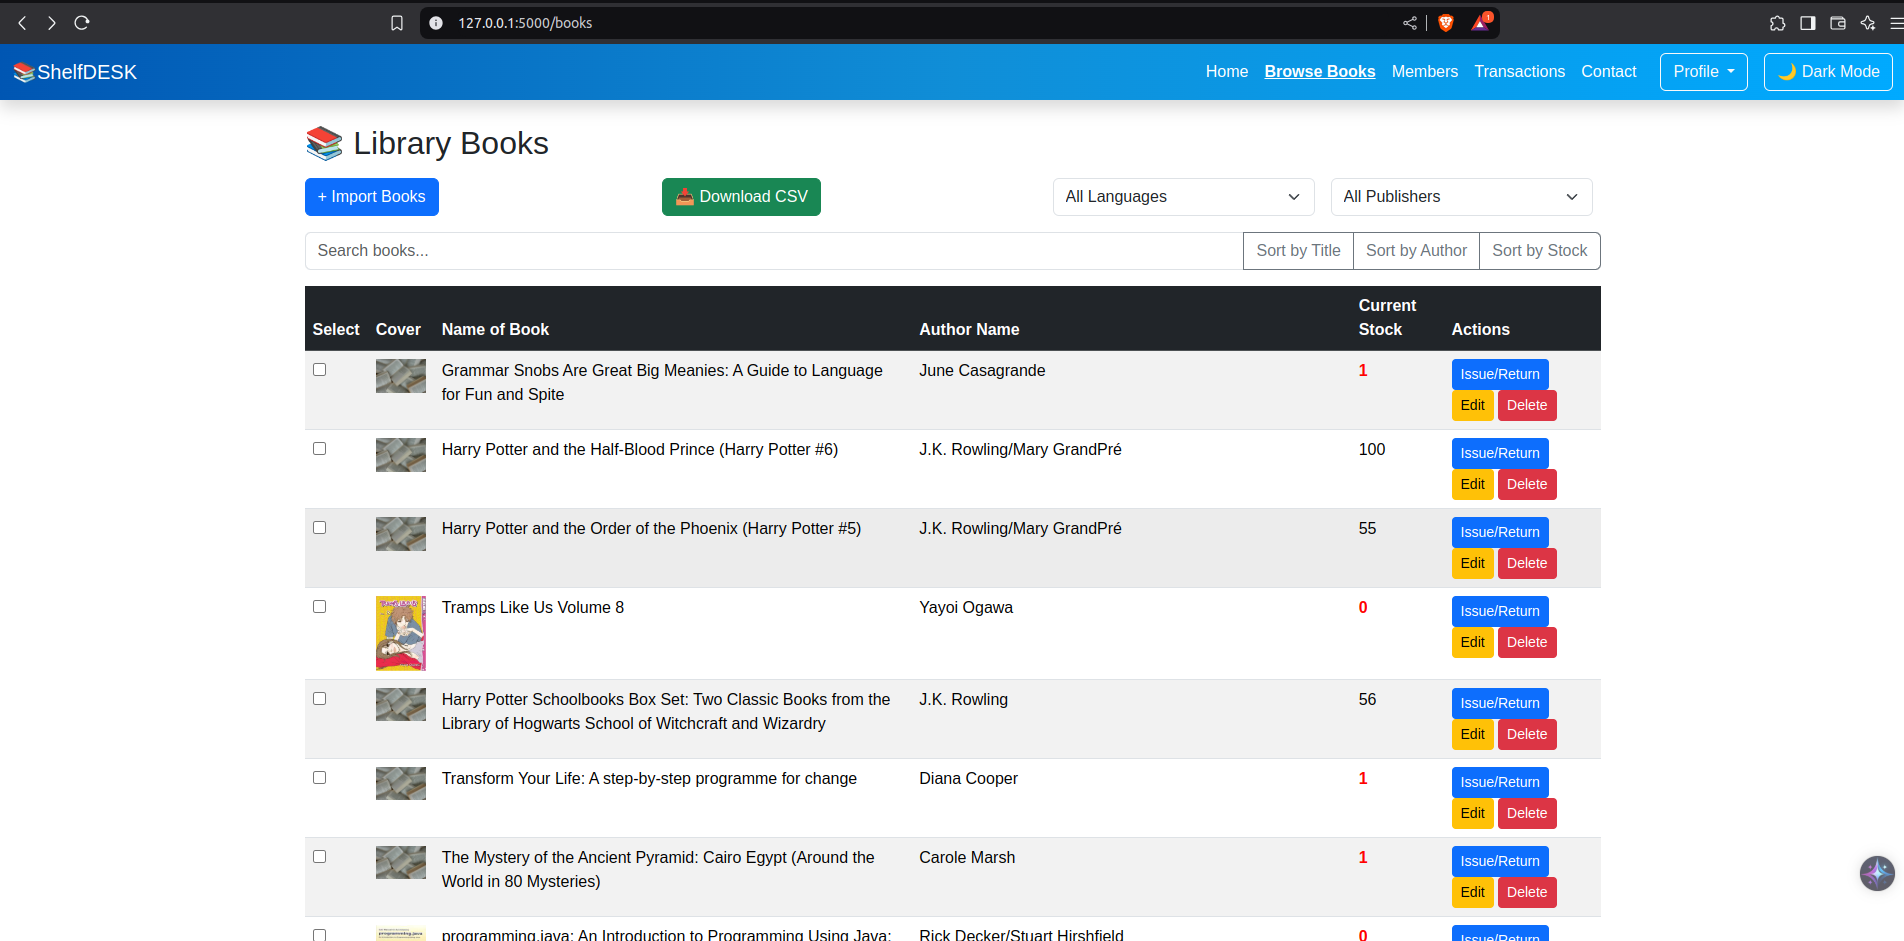 127.0.0.1:5000/books
1
ShelfDESK
Home Browse Books Members Transactions Contact Profile Dark Mode
Library Books
+ Import Books Download CSV All Languages All Publishers
Search books... Sort by Title Sort by Author Sort by Stock
Select Cover Name of Book Author Name Current Stock Actions
Grammar Snobs Are Great Big Meanies: A Guide to Language June Casagrande 1 Issue/Return
for Fun and Spite Edit Delete
Harry Potter and the Half-Blood Prince (Harry Potter #6) J.K. Rowling/Mary GrandPré 100 Issue/Return
Edit Delete
Harry Potter and the Order of the Phoenix (Harry Potter #5) J.K. Rowling/Mary GrandPré 55 Issue/Return
Edit Delete
Tramps Like Us Volume 8 Yayoi Ogawa 0 Issue/Return
Edit Delete
Harry Potter Schoolbooks Box Set: Two Classic Books from the J.K. Rowling 56 Issue/Return
Library of Hogwarts School of Witchcraft and Wizardry Edit Delete
Transform Your Life: A step-by-step programme for change Diana Cooper 1 Issue/Return
Edit Delete
The Mystery of the Ancient Pyramid: Cairo Egypt (Around the Carole Marsh 1 Issue/Return
World in 80 Mysteries) Edit Delete
programming.java: An Introduction to Programming Using Java: Rick Decker/Stuart Hirshfield 0 Issue/Return
programming.java